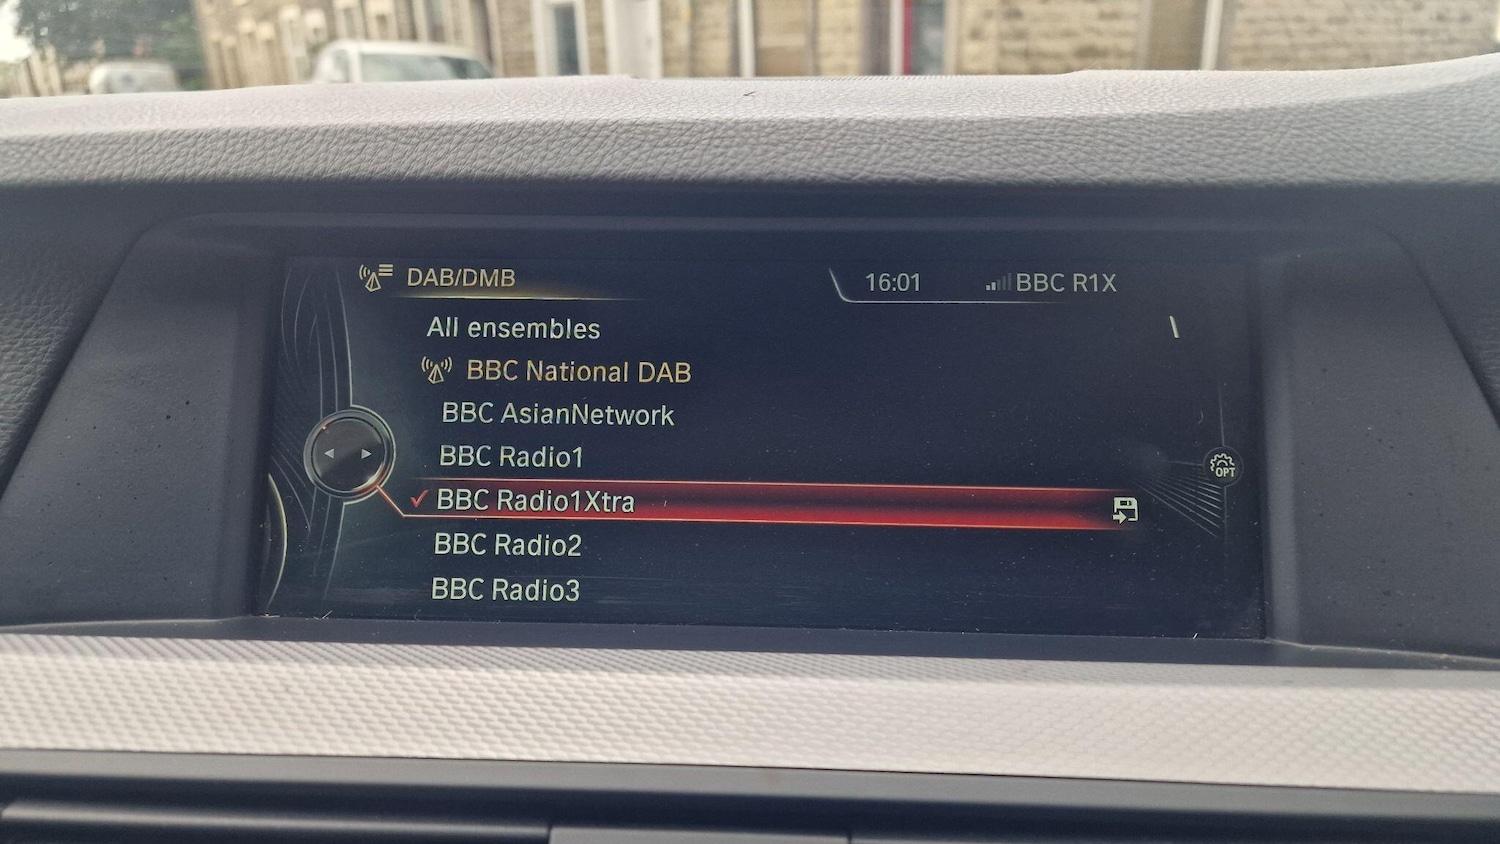 DAB/DMB 16:01 BBC R1X
All ensembles
BBC National DAB
BBC AsianNetwork
BBC Radio1
BBC Radio1Xtra
OPT
BBC Radio2
BBC Radio3